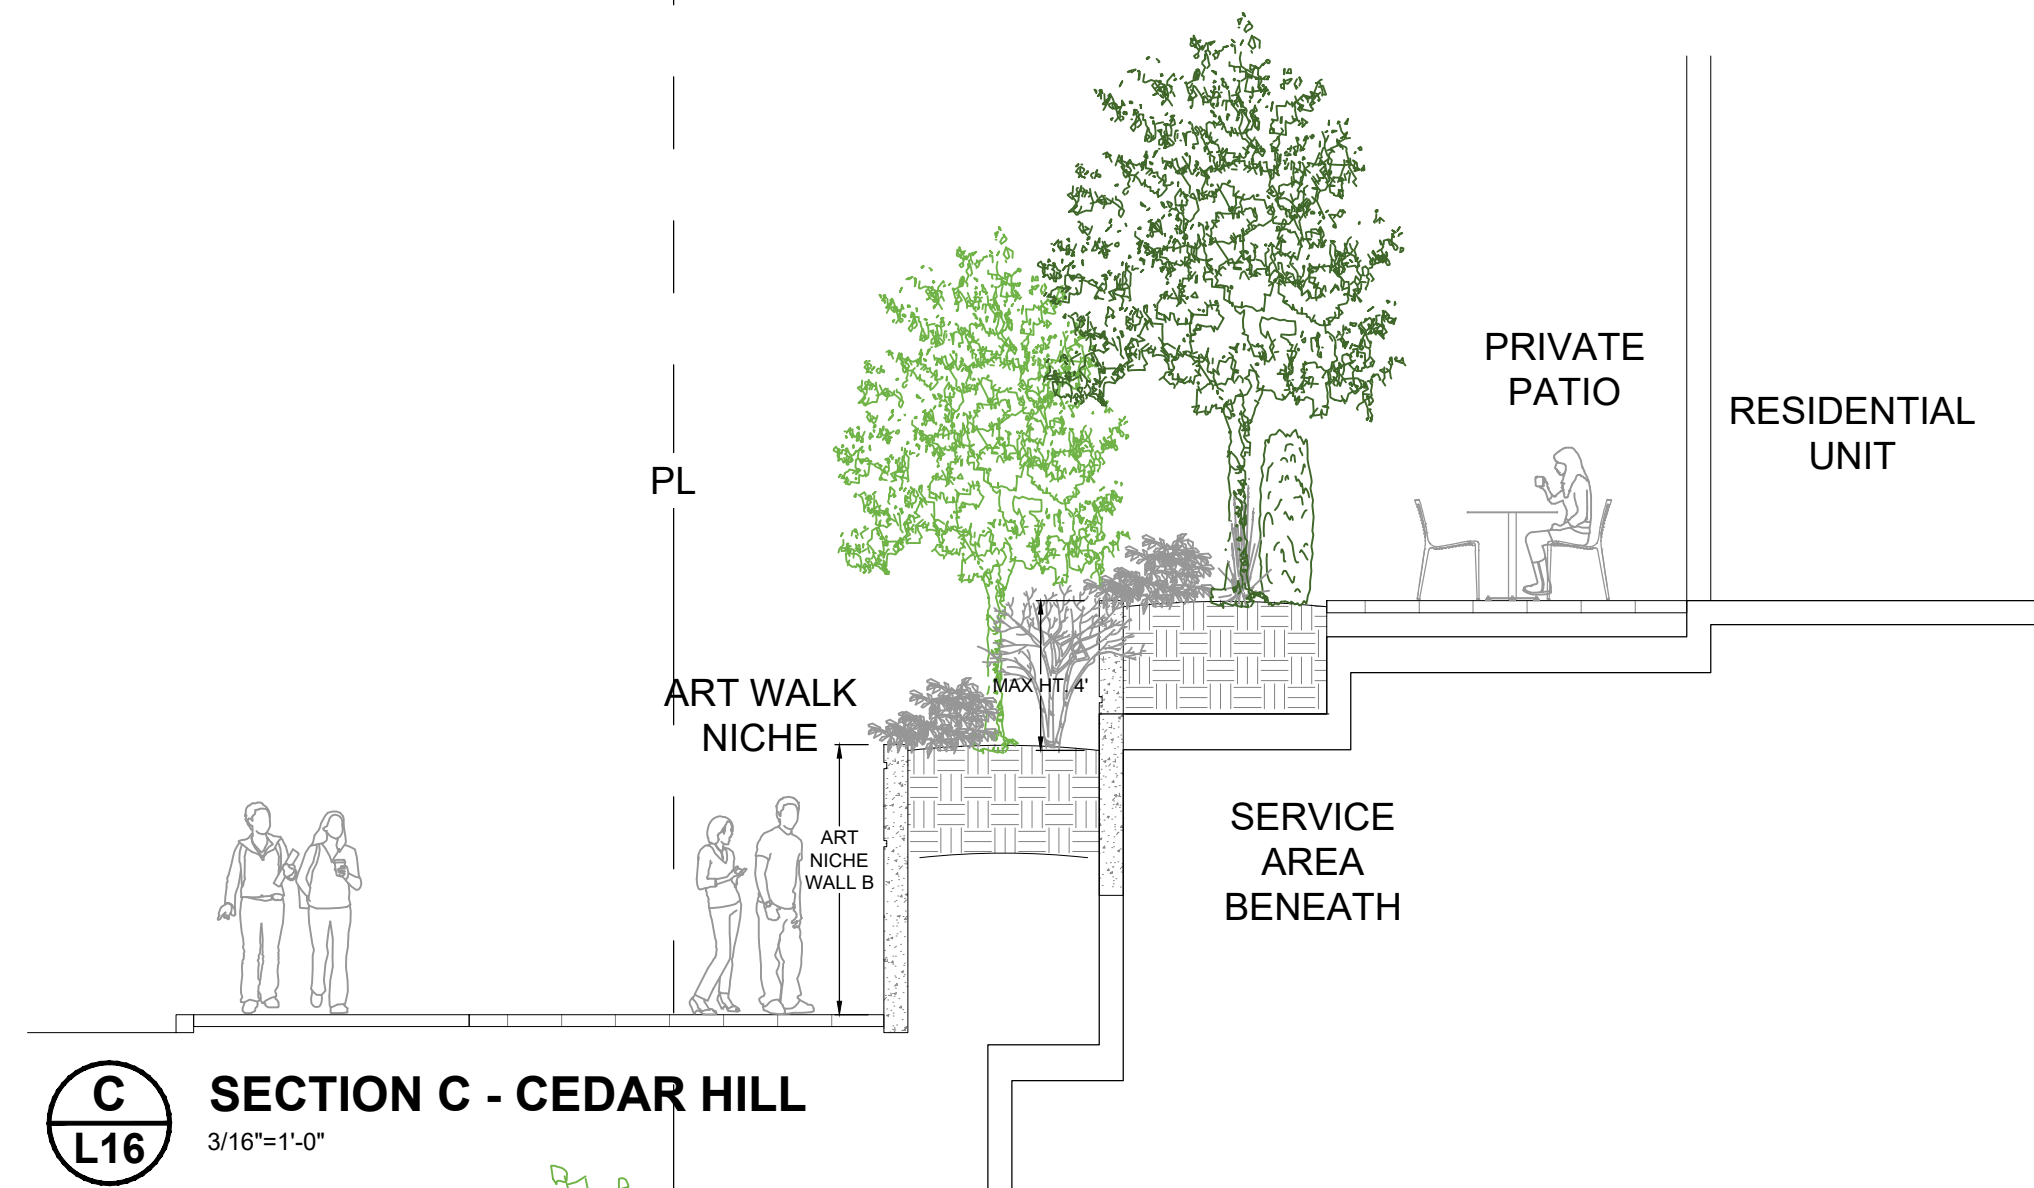 PRIVATE
PATIO
RESIDENTIAL
UNIT
PL
MAX HT. 4'
ART WALK
NICHE
ART
NICHE
WALL B
SERVICE
AREA
BENEATH
C
L16
SECTION C - CEDAR HILL
3/16"=1'-0"